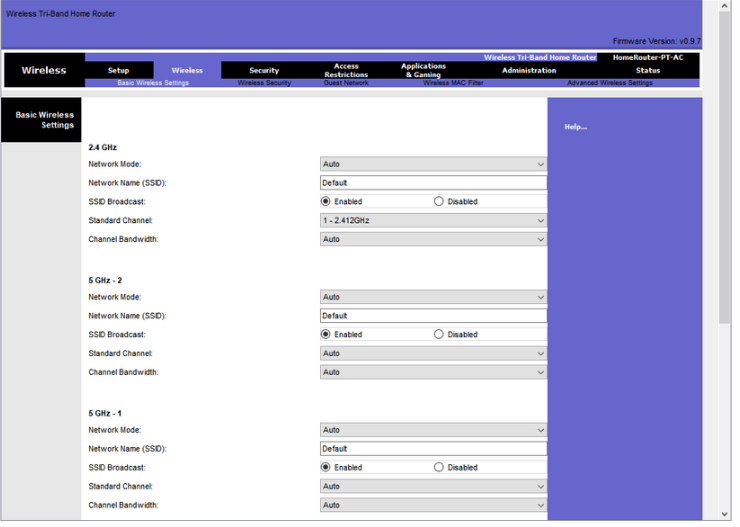 Wireless Tri-Band Home Router
Firmware Version: v0.9.7
Wireless Tri-Band Home Router HomeRouter-PT-AC
Wireless Setup Wireless Security Access Restrictions Applications & Gaming Administration Status
Basic Wireless Settings Wireless Security Guest Network Wireless MAC Filter Advanced Wireless Settings
Basic Wireless
Settings
Help...
2.4 GHz
Network Mode: Auto
Network Name (SSID): Default
SSID Broadcast: Enabled Disabled
Standard Channel: 1 - 2.412GHz
Channel Bandwidth: Auto
5 GHz - 2
Network Mode: Auto
Network Name (SSID): Default
SSID Broadcast: Enabled Disabled
Standard Channel: Auto
Channel Bandwidth: Auto
5 GHz - 1
Network Mode: Auto
Network Name (SSID): Default
SSID Broadcast: Enabled Disabled
Standard Channel: Auto
Channel Bandwidth: Auto